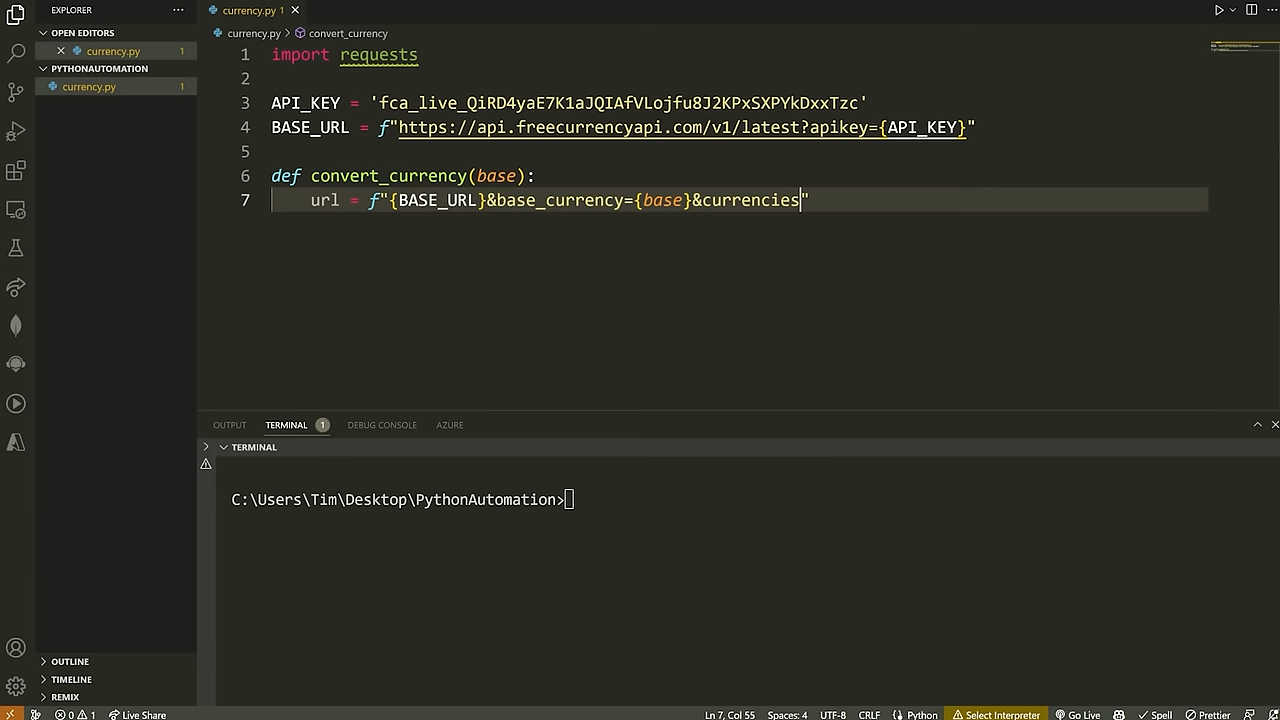 EXPLORER
OPEN EDITORS
currency.py 1
PYTHONAUTOMATION
currency.py 1
OUTLINE
TIMELINE
REMIX
currency.py 1
currency.py > convert_currency
1 import requests
2
3 API_KEY = 'fca_live_QiRD4yaE7K1aJQIAfVLojfu8J2KPxSXPYkDxxTzc'
4 BASE_URL = f"https://api.freecurrencyapi.com/v1/latest?apikey={API_KEY}"
5
6 def convert_currency(base):
7 url = f"{BASE_URL}&base_currency={base}&currencies"
OUTPUT TERMINAL 1 DEBUG CONSOLE AZURE
TERMINAL
C:\Users\Tim\Desktop\PythonAutomation>
0 1 Live Share Ln 7, Col 55 Spaces: 4 UTF-8 CRLF Python Select Interpreter Go Live Spell Prettier